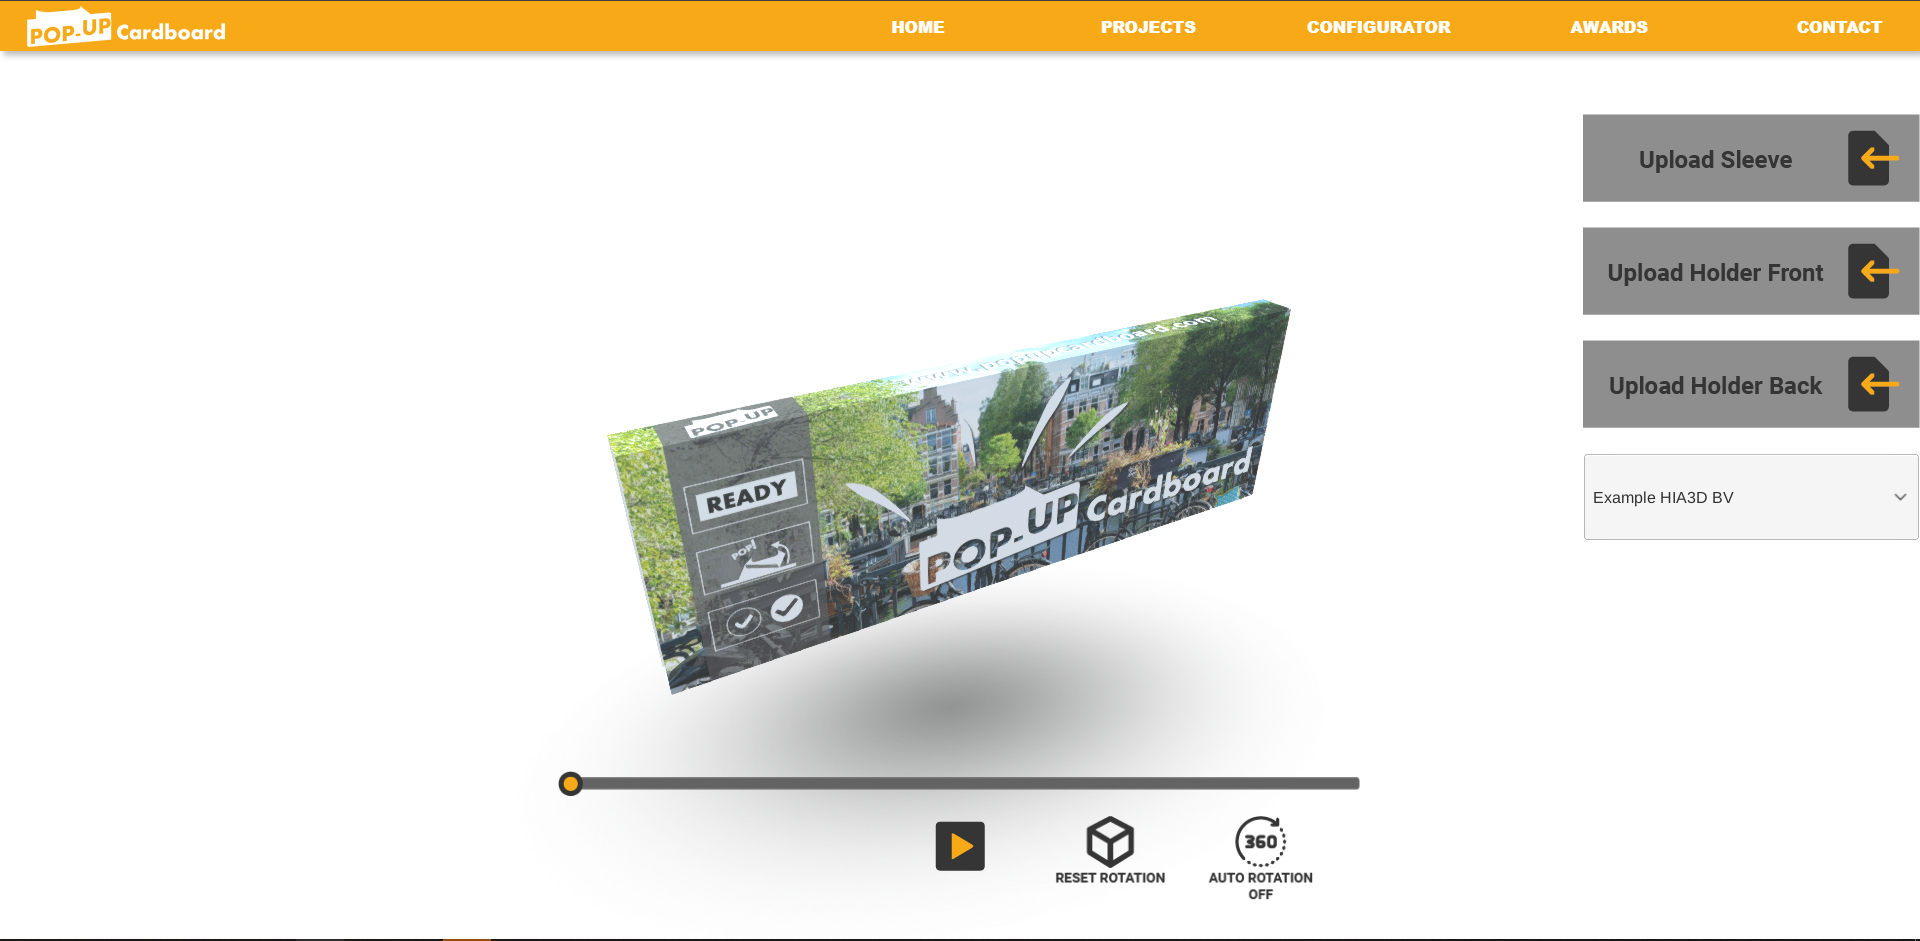 POP-UP Cardboard
HOME
PROJECTS
CONFIGURATOR
AWARDS
CONTACT
Upload Sleeve
Upload Holder Front
Upload Holder Back
Example HIA3D BV
www.popupcardboard.com
POP-UP
READY
POP!
POP-UP Cardboard
RESET ROTATION
360
AUTO ROTATION
OFF